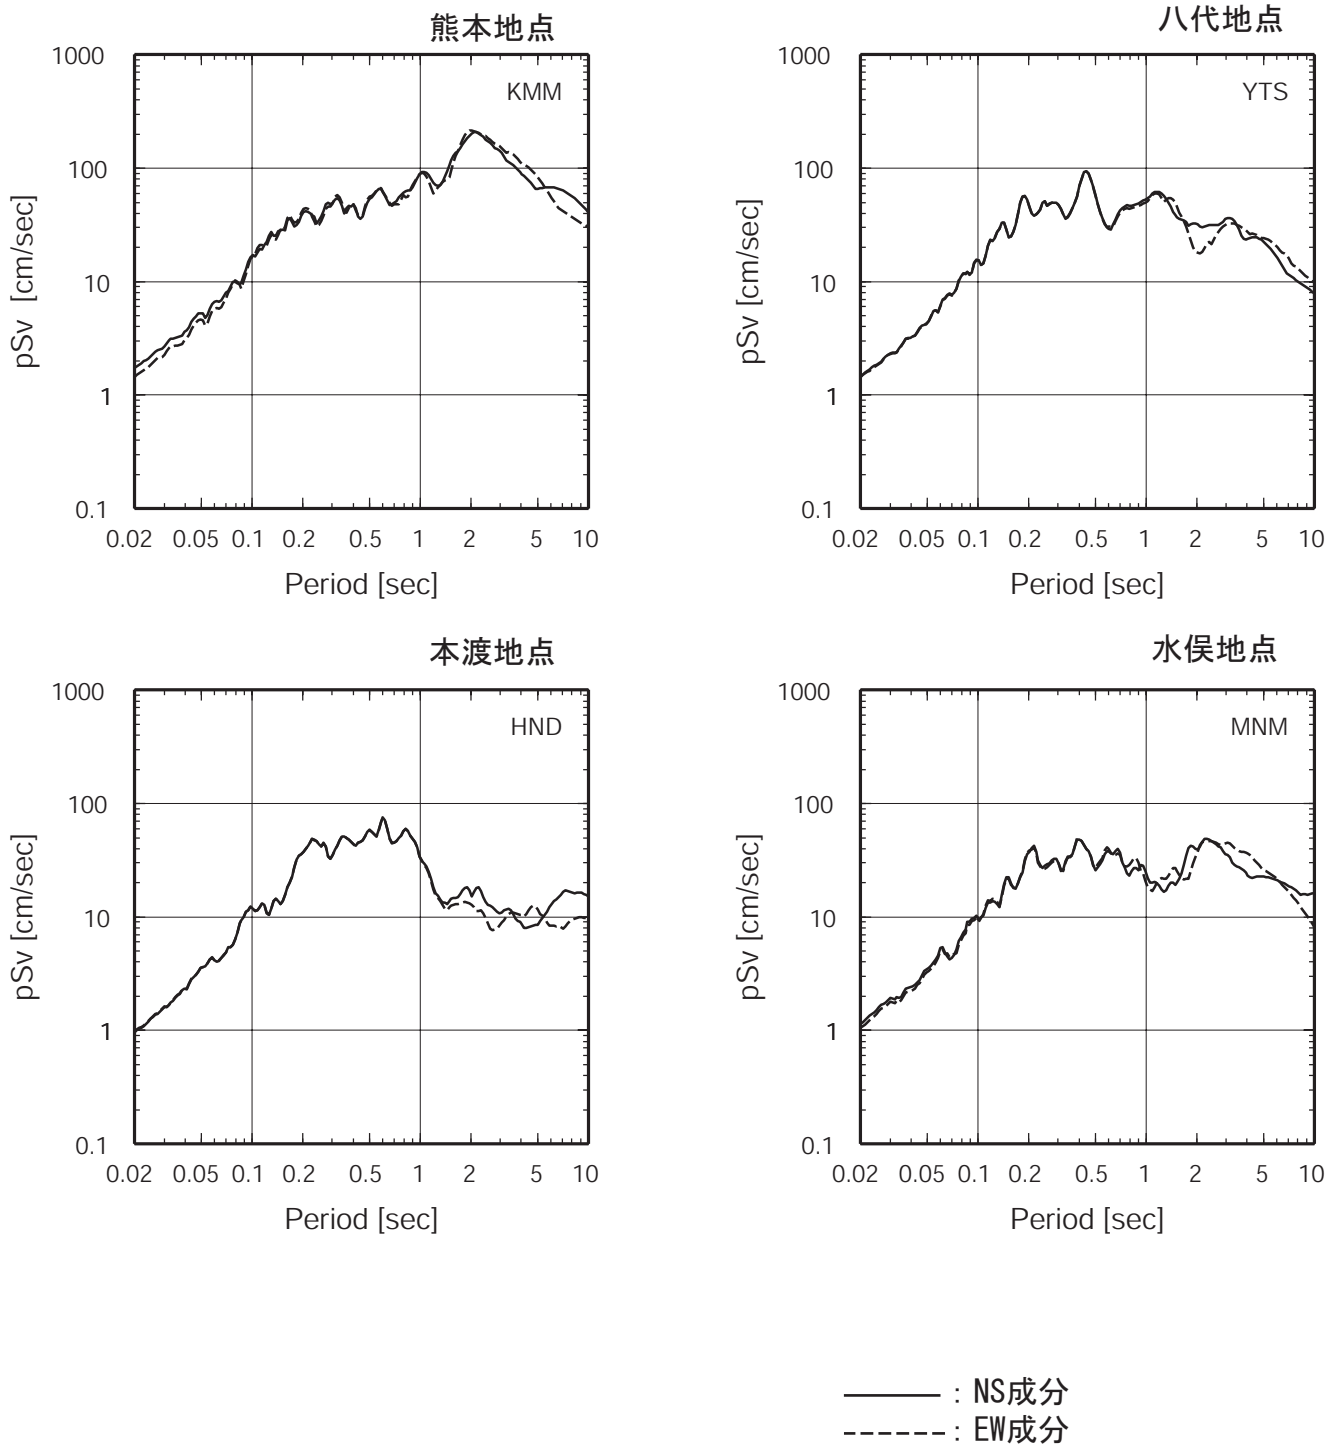 熊本地点
1000
KMM
100
10
1
0.1
pSv [cm/sec]
0.02 0.05 0.1 0.2 0.5 1 2 5 10
Period [sec]
八代地点
1000
YTS
100
10
1
0.1
pSv [cm/sec]
0.02 0.05 0.1 0.2 0.5 1 2 5 10
Period [sec]
本渡地点
1000
HND
100
10
1
0.1
pSv [cm/sec]
0.02 0.05 0.1 0.2 0.5 1 2 5 10
Period [sec]
水俣地点
1000
MNM
100
10
1
0.1
pSv [cm/sec]
0.02 0.05 0.1 0.2 0.5 1 2 5 10
Period [sec]
: NS成分
: EW成分